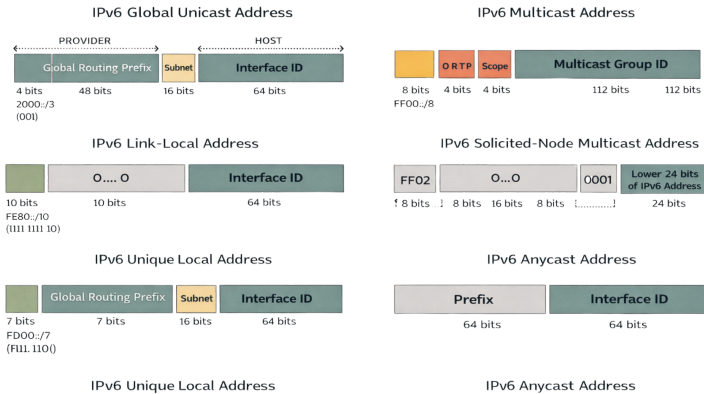 IPv6 Global Unicast Address
PROVIDER HOST
Global Routing Prefix Subnet Interface ID
4 bits 48 bits 16 bits 64 bits
2000::/3
(001)
IPv6 Multicast Address
O R T P Scope Multicast Group ID
8 bits 4 bits 4 bits 112 bits 112 bits
FF00::/8
IPv6 Link-Local Address
O.... O Interface ID
10 bits 10 bits 64 bits
FE80::/10
(1111 1111 10)
IPv6 Solicited-Node Multicast Address
FF02 O...O 0001 Lower 24 bits
of IPv6 Address
8 bits 8 bits 16 bits 8 bits 24 bits
IPv6 Unique Local Address
Global Routing Prefix Subnet Interface ID
7 bits 7 bits 16 bits 64 bits
FD00::/7
(F111. 110()
IPv6 Anycast Address
Prefix Interface ID
64 bits 64 bits
IPv6 Unique Local Address
IPv6 Anycast Address